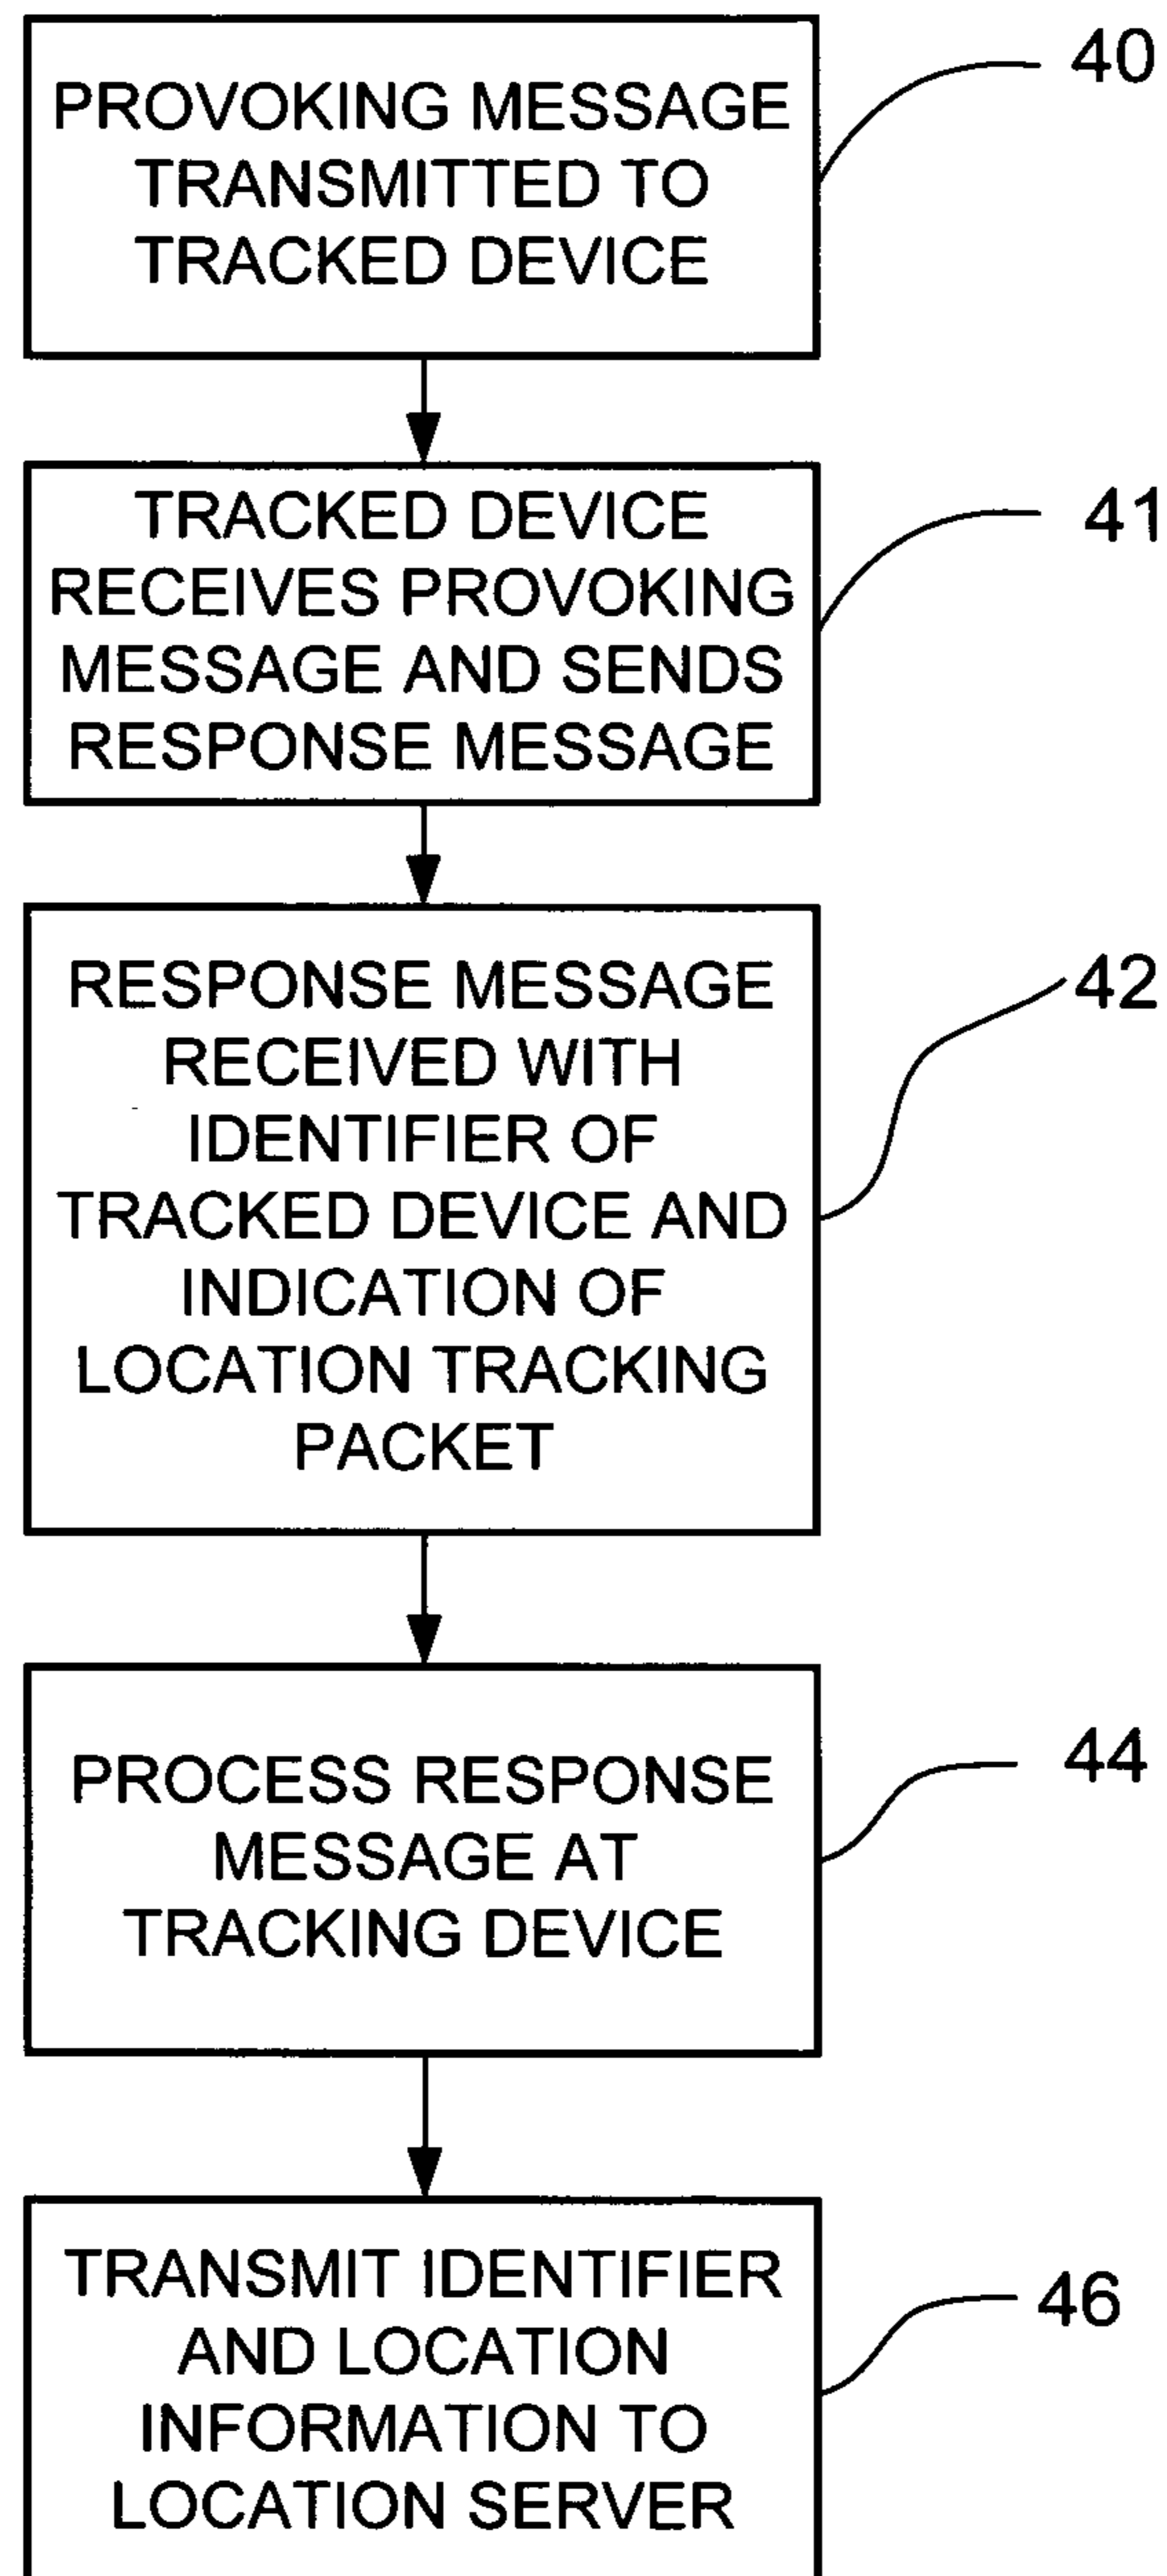 PROVOKING MESSAGE
TRANSMITTED TO
TRACKED DEVICE
40
TRACKED DEVICE
RECEIVES PROVOKING
MESSAGE AND SENDS
RESPONSE MESSAGE
41
RESPONSE MESSAGE
RECEIVED WITH
IDENTIFIER OF
TRACKED DEVICE AND
INDICATION OF
LOCATION TRACKING
PACKET
42
PROCESS RESPONSE
MESSAGE AT
TRACKING DEVICE
44
TRANSMIT IDENTIFIER
AND LOCATION
INFORMATION TO
LOCATION SERVER
46